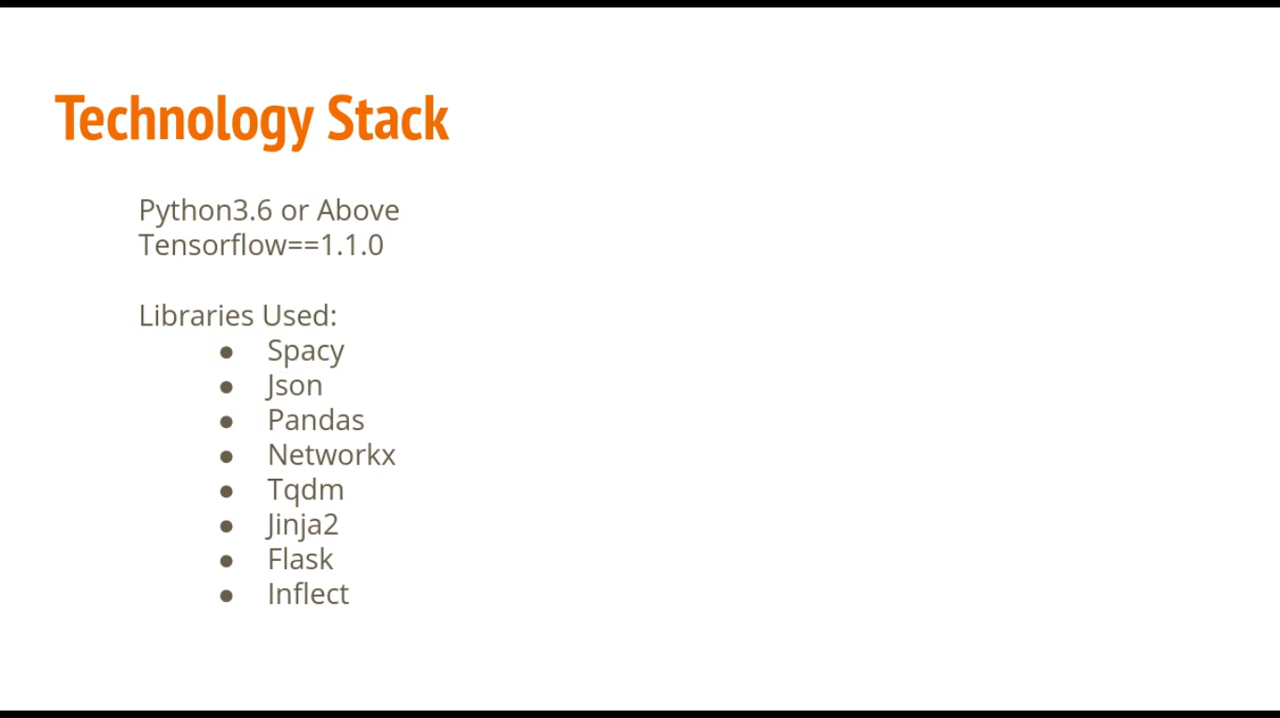 Technology Stack
Python3.6 or Above
Tensorflow==1.1.0
Libraries Used:
● Spacy
● Json
● Pandas
● Networkx
● Tqdm
● Jinja2
● Flask
● Inflect